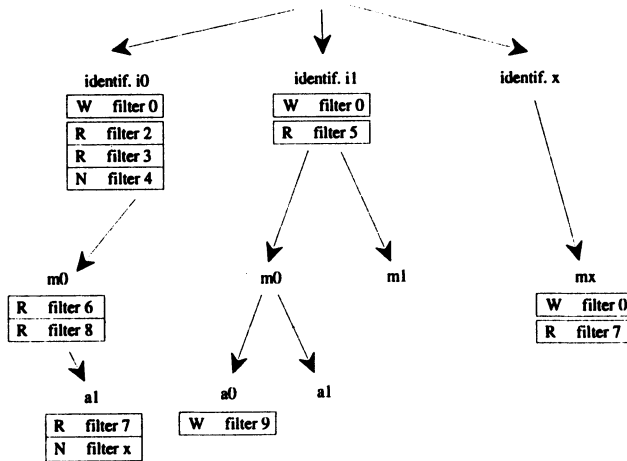 identif. i0
identif. i1
identif. x
W filter 0
W filter 0
R filter 2
R filter 5
R filter 3
N filter 4
m0
m0
m1
mx
R filter 6
W filter 0
R filter 8
R filter 7
a1
a0
a1
R filter 7
W filter 9
N filter x